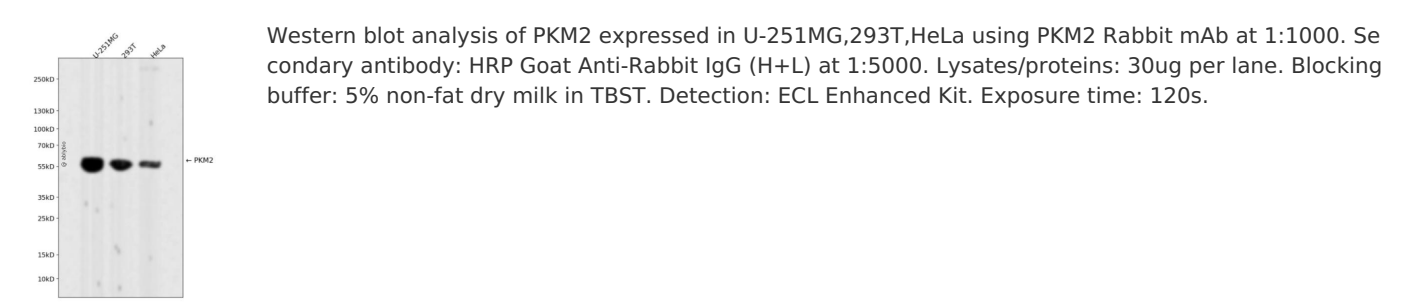 U-251MG
293T
HeLa
250kD
130kD
100kD
70kD
55kD
35kD
25kD
15kD
10kD
← PKM2
Western blot analysis of PKM2 expressed in U-251MG,293T,HeLa using PKM2 Rabbit mAb at 1:1000. Se
condary antibody: HRP Goat Anti-Rabbit IgG (H+L) at 1:5000. Lysates/proteins: 30ug per lane. Blocking
buffer: 5% non-fat dry milk in TBST. Detection: ECL Enhanced Kit. Exposure time: 120s.